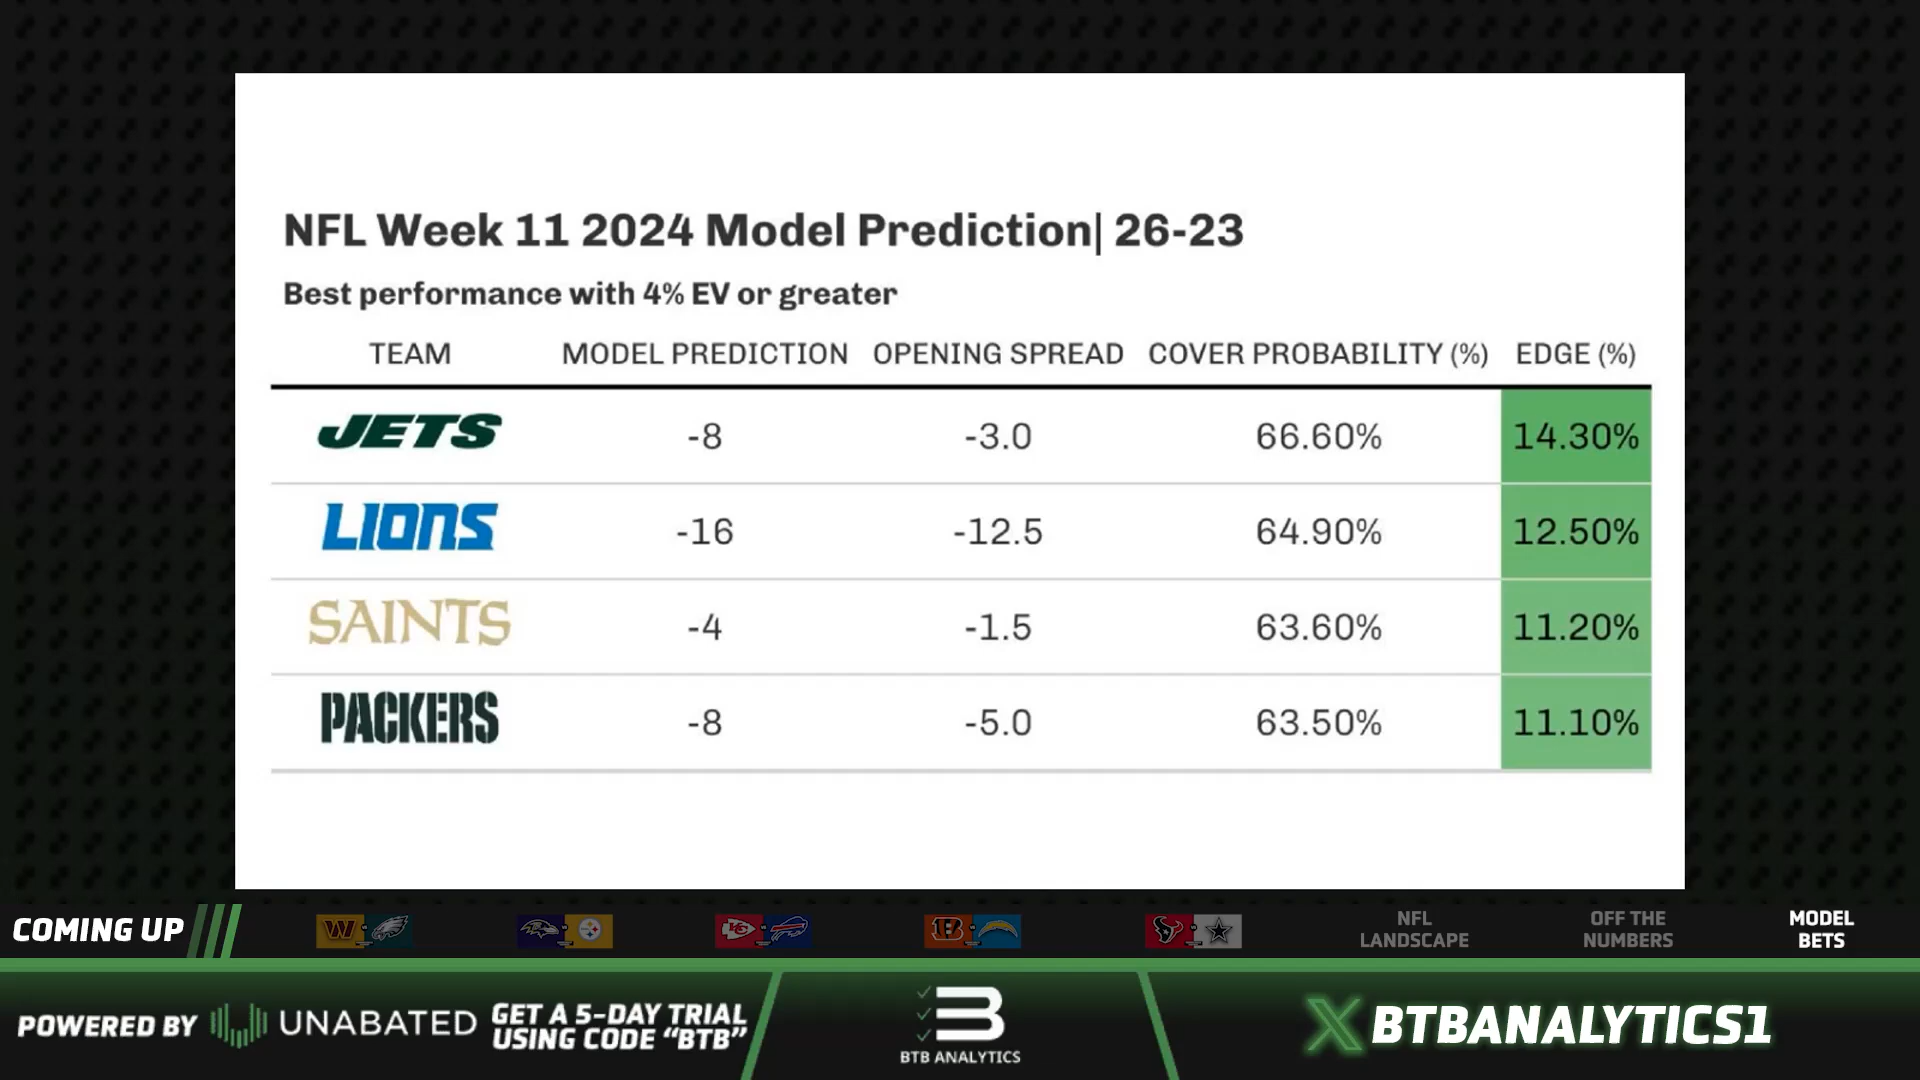 NFL Week 11 2024 Model Prediction| 26-23
Best performance with 4% EV or greater
TEAM MODEL PREDICTION OPENING SPREAD COVER PROBABILITY (%) EDGE (%)
JETS -8 -3.0 66.60% 14.30%
LIONS -16 -12.5 64.90% 12.50%
SAINTS -4 -1.5 63.60% 11.20%
PACKERS -8 -5.0 63.50% 11.10%
COMING UP
NFL
LANDSCAPE
OFF THE
NUMBERS
MODEL
BETS
POWERED BY UNABATED
GET A 5-DAY TRIAL
USING CODE “BTB”
B
BTB ANALYTICS
X BTBANALYTICS1